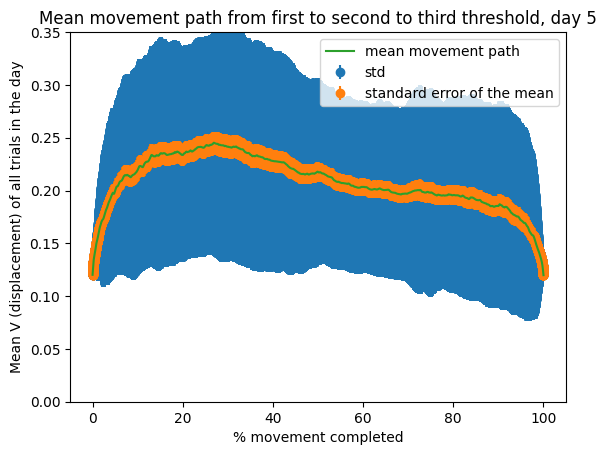 Mean movement path from first to second to third threshold, day 5
mean movement path
std
standard error of the mean
Mean V (displacement) of alll trials in the day
0.35
0.30
0.25
0.20
0.15
0.10
0.05
0.00
0
20
40
60
80
100
% movement completed